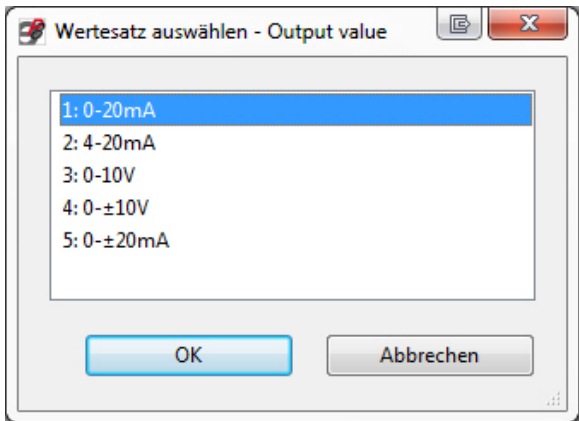 Wertesatz auswählen - Output value
1: 0-20mA
2: 4-20mA
3: 0-10V
4: 0-±10V
5: 0-±20mA
OK Abbrechen